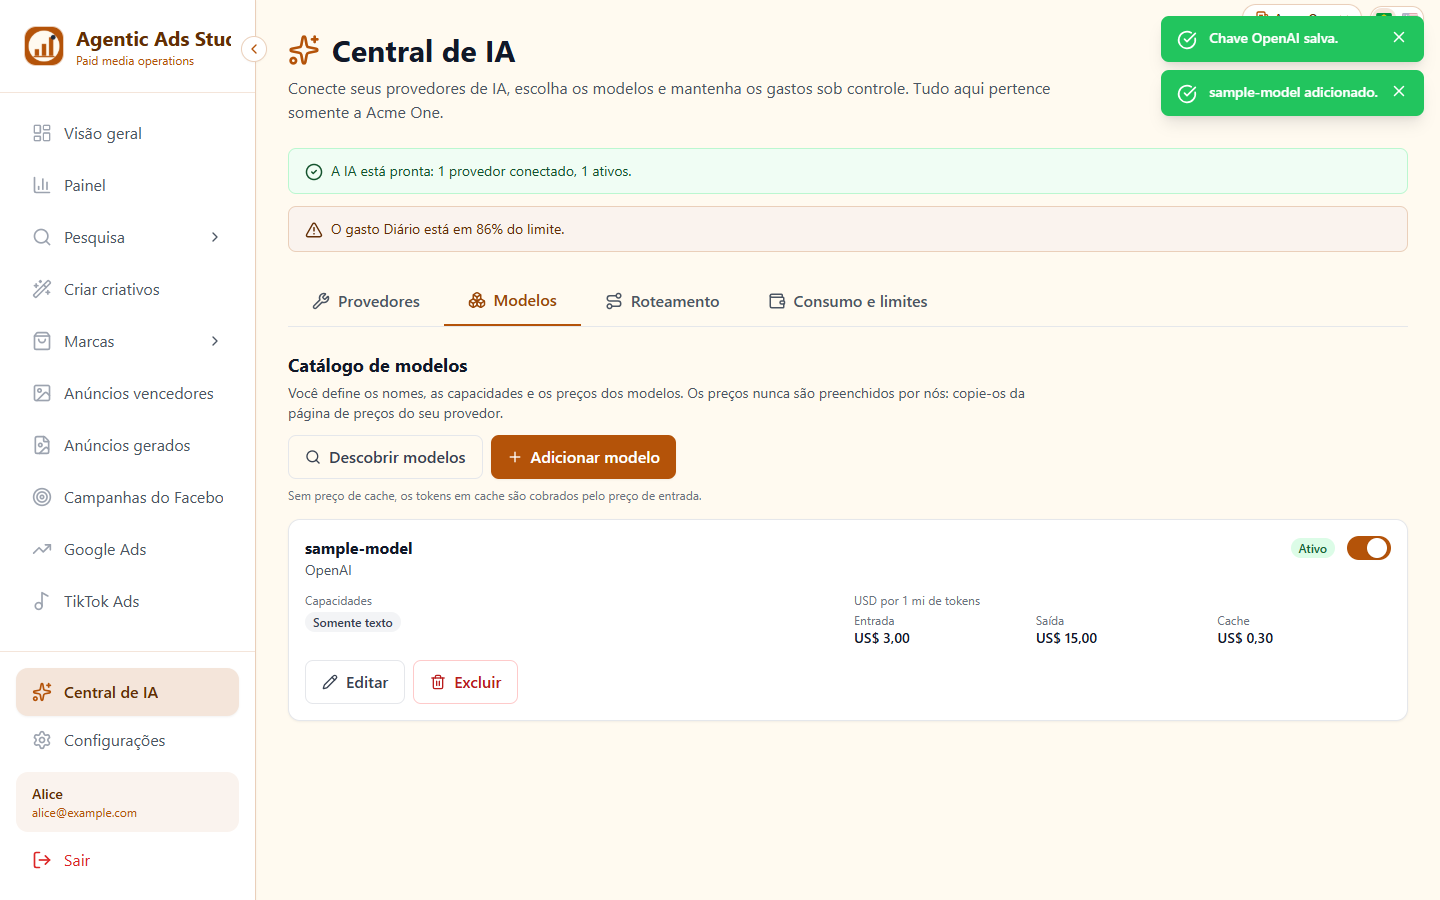 Agentic Ads Stud
Paid media operations
Visão geral
Painel
Pesquisa
Criar criativos
Marcas
Anúncios vencedores
Anúncios gerados
Campanhas do Facebo
Google Ads
TikTok Ads
Central de IA
Configurações
Alice
alice@example.com
Sair
Central de IA
Conecte seus provedores de IA, escolha os modelos e mantenha os gastos sob controle. Tudo aqui pertence
somente a Acme One.
Chave OpenAI salva.
sample-model adicionado.
A IA está pronta: 1 provedor conectado, 1 ativos.
O gasto Diário está em 86% do limite.
Provedores
Modelos
Roteamento
Consumo e limites
Catálogo de modelos
Você define os nomes, as capacidades e os preços dos modelos. Os preços nunca são preenchidos por nós: copie-os da
página de preços do seu provedor.
Descobrir modelos
Adicionar modelo
Sem preço de cache, os tokens em cache são cobrados pelo preço de entrada.
sample-model
Ativo
OpenAI
Capacidades
Somente texto
USD por 1 mi de tokens
Entrada
US$ 3,00
Saída
US$ 15,00
Cache
US$ 0,30
Editar
Excluir